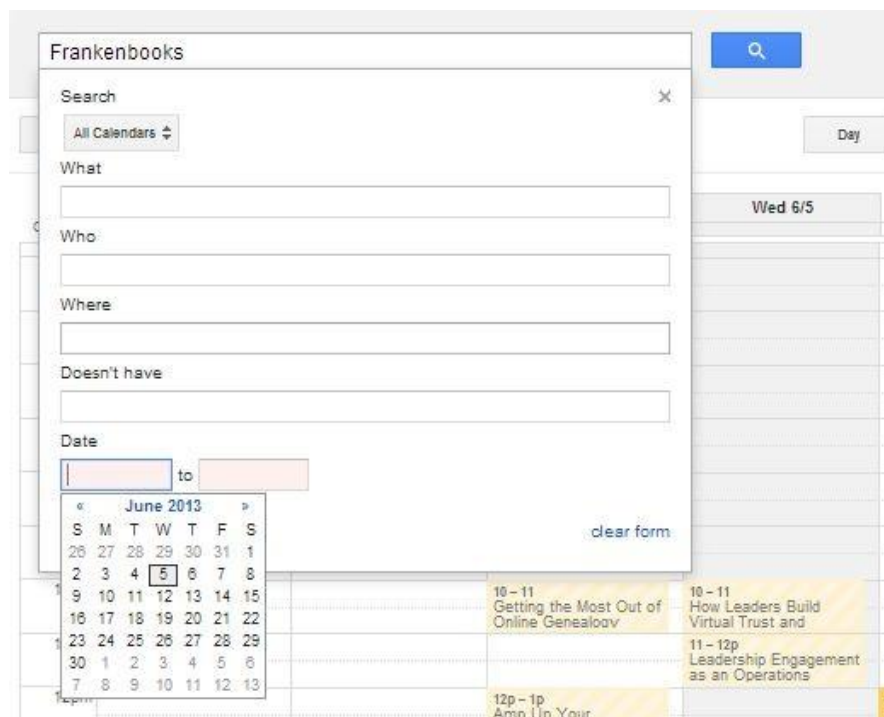 Frankenbooks
Search ×
All Calendars
Day
What
Wed 6/5
Who
Where
Doesn't have
Date
to
« June 2013 »
S M T W T F S
26 27 28 29 30 31 1
2 3 4 5 6 7 8
9 10 11 12 13 14 15
16 17 18 19 20 21 22
23 24 25 26 27 28 29
30 1 2 3 4 5 6
7 8 9 10 11 12 13
clear form
10 – 11
Getting the Most Out of
Online Genealogy
10 – 11
How Leaders Build
Virtual Trust and
11 – 12p
Leadership Engagement
as an Operations
12p – 1p
Amp Up Your